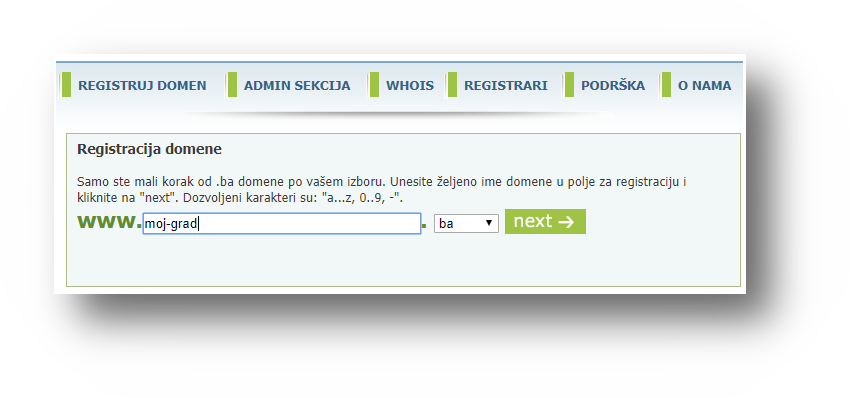 REGISTRUJ DOMEN ADMIN SEKCIJA WHOIS REGISTRARI PODRŠKA O NAMA
Registracija domene
Samo ste mali korak od .ba domene po vašem izboru. Unesite željeno ime domene u polje za registraciju i
kliknite na "next". Dozvoljeni karakteri su: "a...z, 0..9, -".
www. moj-grad . ba next →